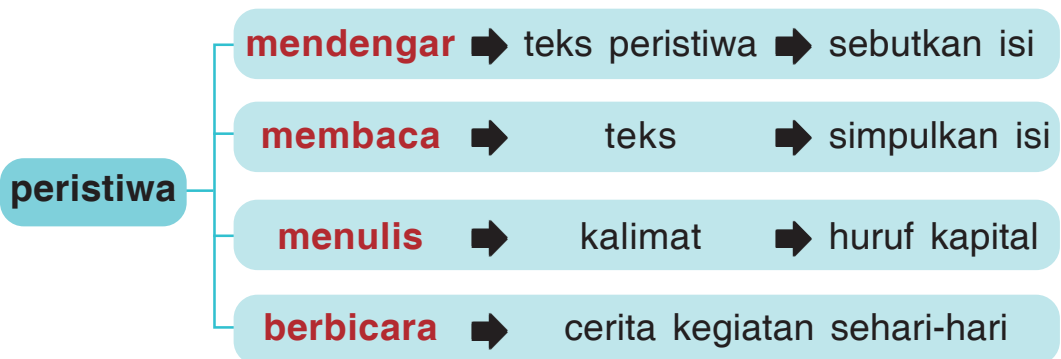 peristiwa
mendengar teks peristiwa sebutkan isi
membaca teks simpulkan isi
menulis kalimat huruf kapital
berbicara cerita kegiatan sehari-hari